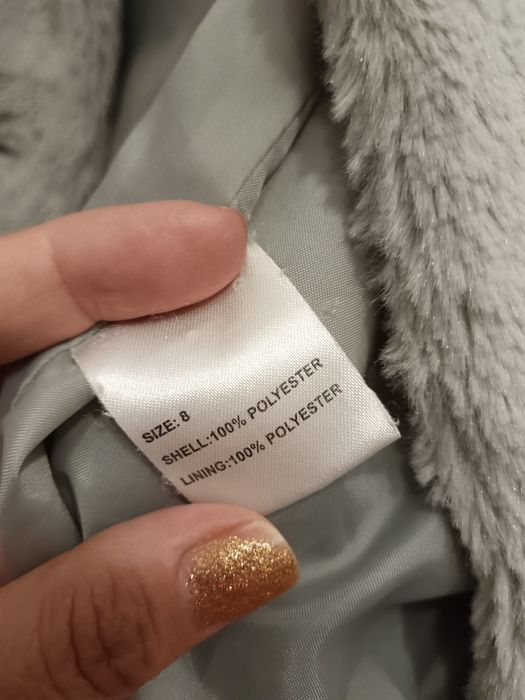 SIZE: 8
SHELL:100% POLYESTER
LINING:100% POLYESTER